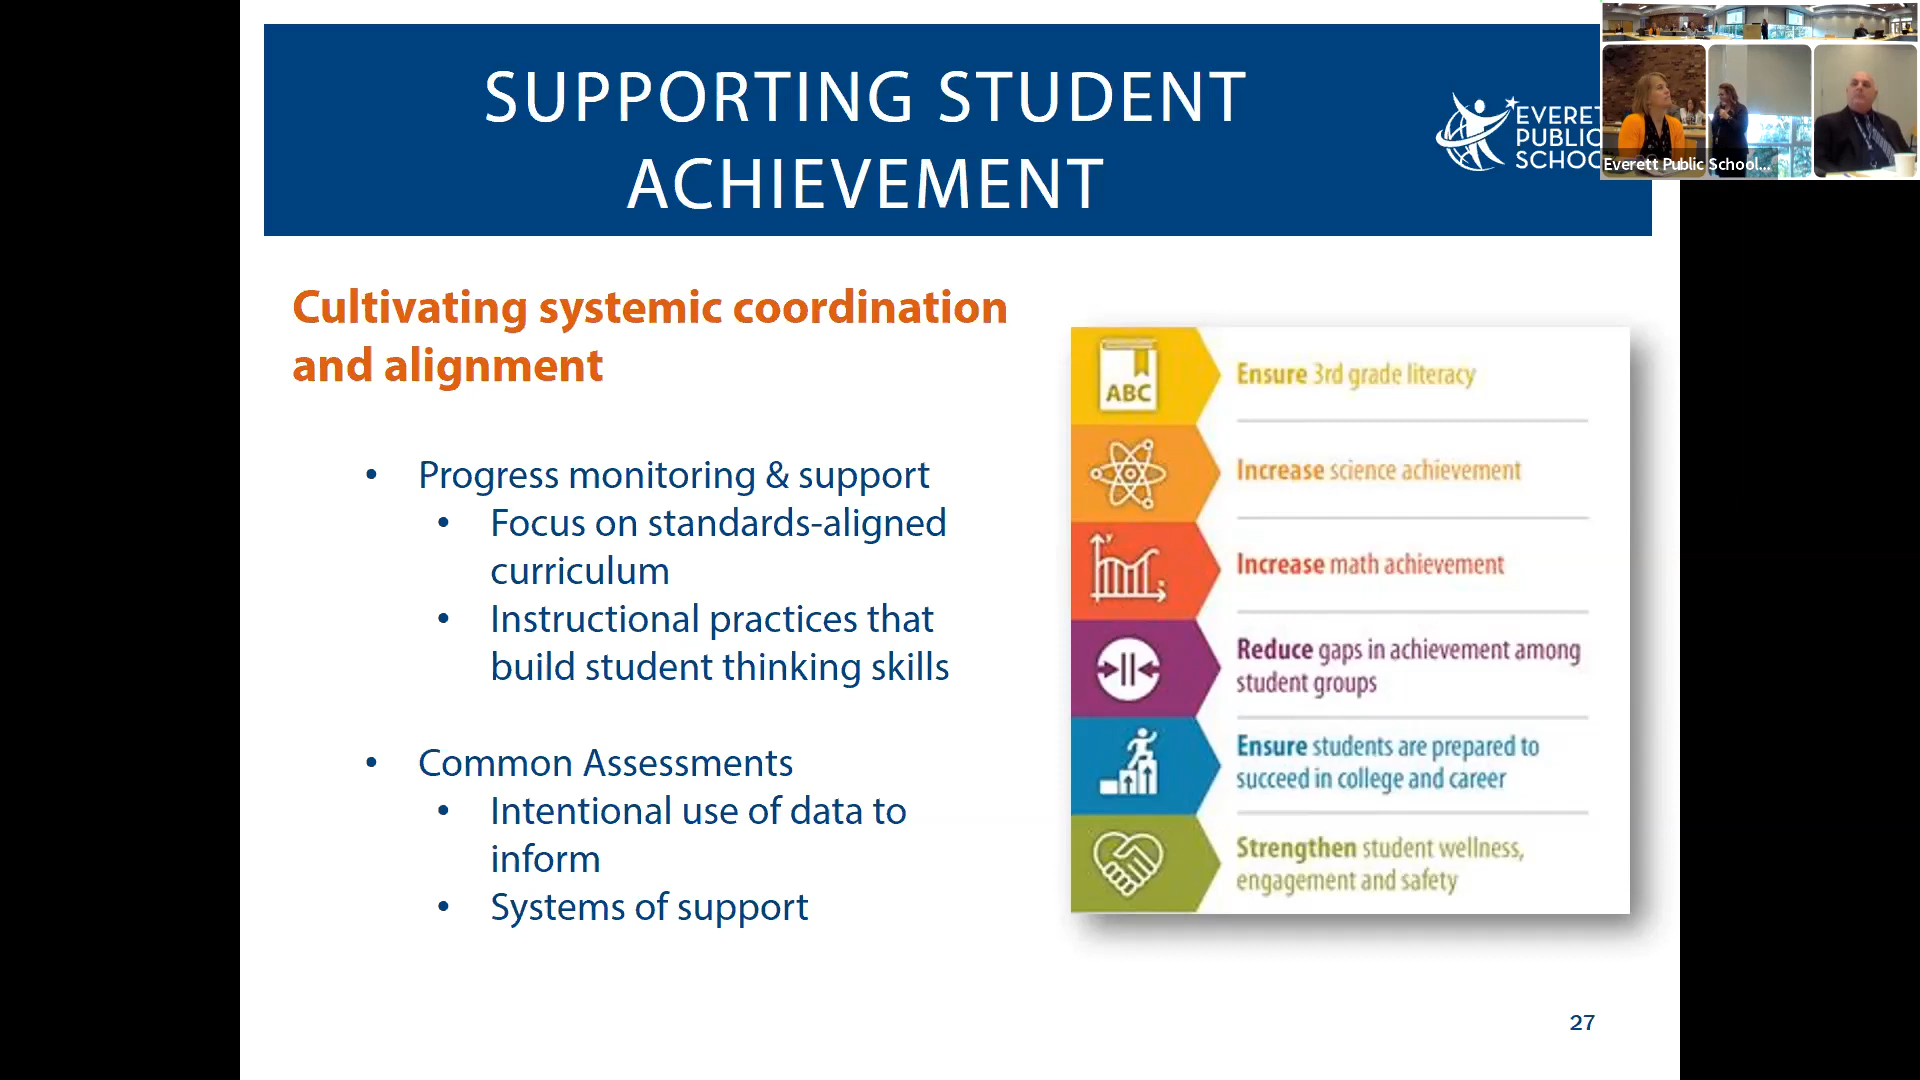 SUPPORTING STUDENT
ACHIEVEMENT
EVERET
PUBLIC
SCHOO
Everett Public School...
Cultivating systemic coordination
and alignment
• Progress monitoring & support
• Focus on standards-aligned
curriculum
• Instructional practices that
build student thinking skills
• Common Assessments
• Intentional use of data to
inform
• Systems of support
ABC
Ensure 3rd grade literacy
Increase science achievement
Increase math achievement
Reduce gaps in achievement among
student groups
Ensure students are prepared to
succeed in college and career
Strengthen student wellness,
engagement and safety
27